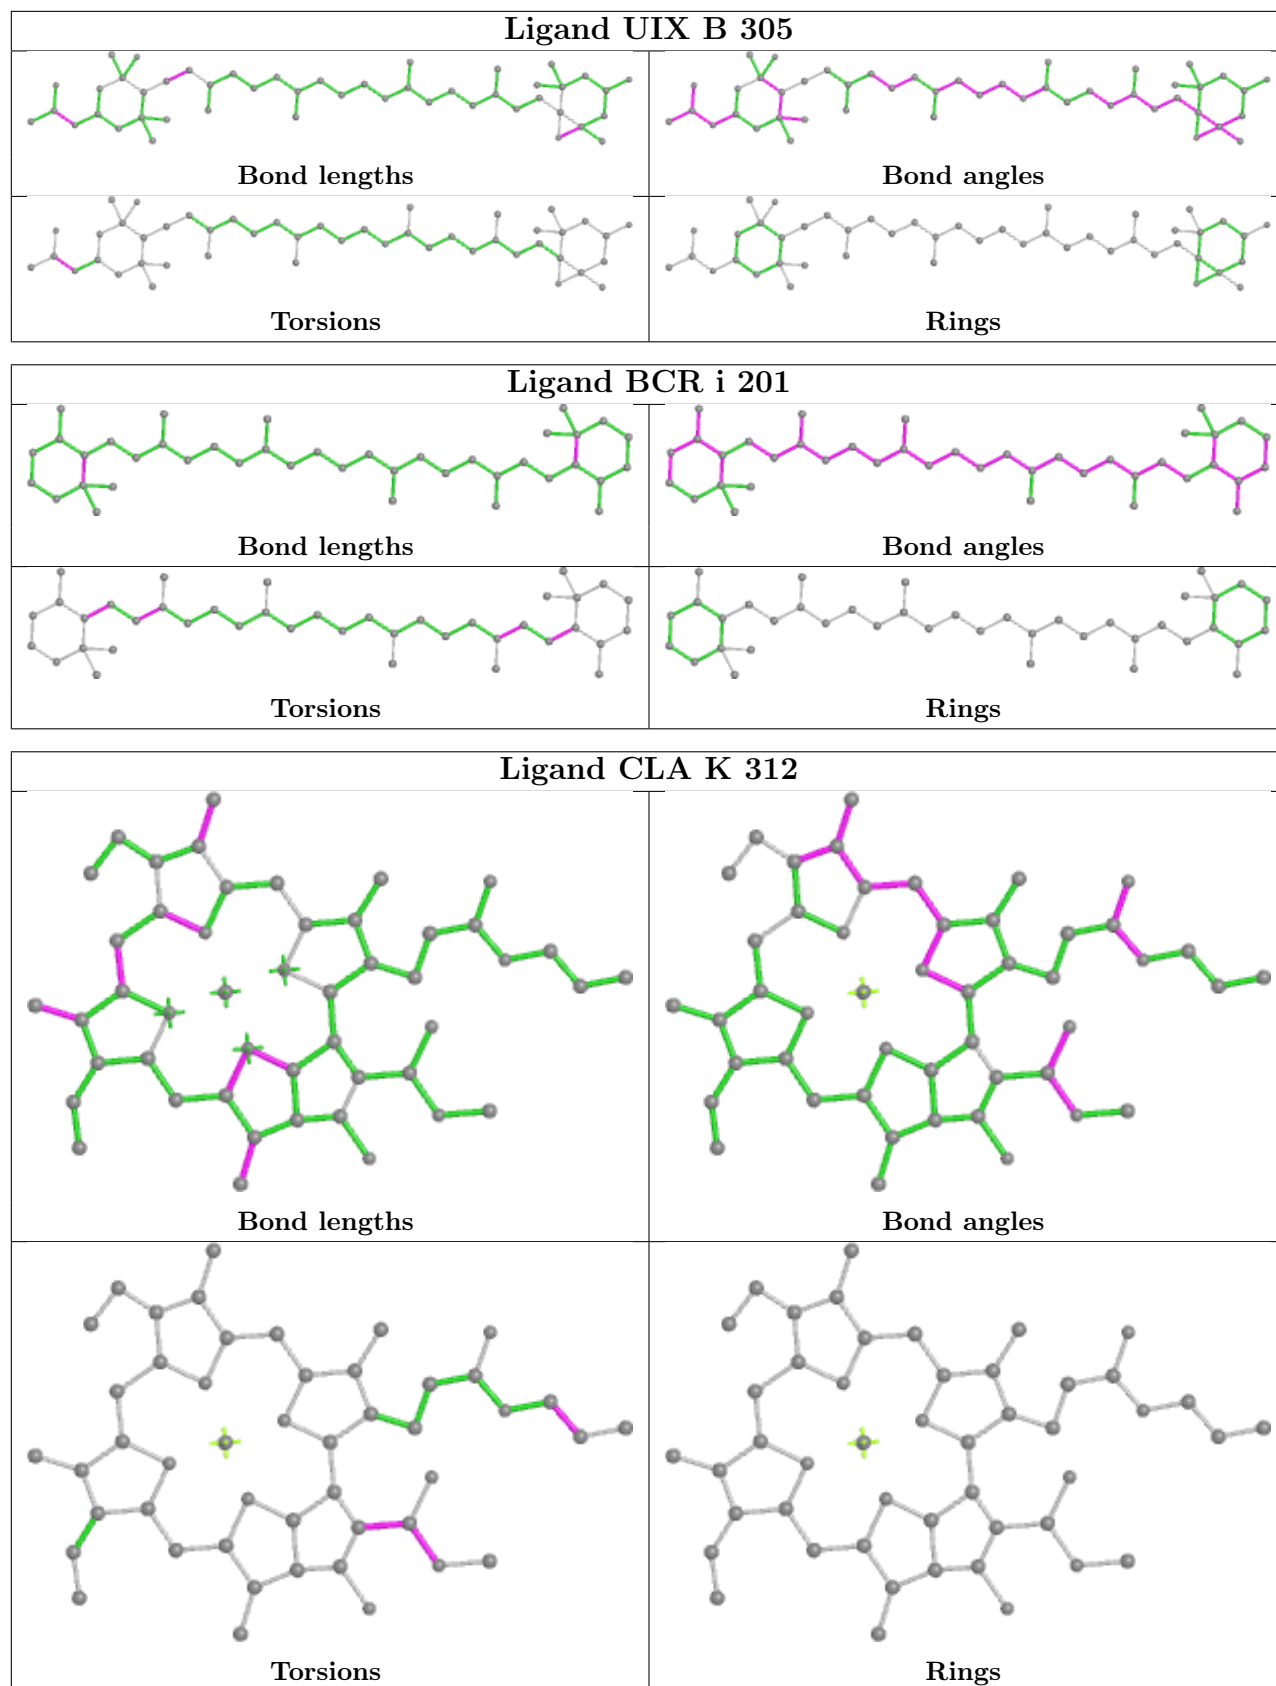 Ligand UIX B 305
Bond lengths
Bond angles
Torsions
Rings
Ligand BCR i 201
Bond lengths
Bond angles
Torsions
Rings
Ligand CLA K 312
Bond lengths
Bond angles
Torsions
Rings